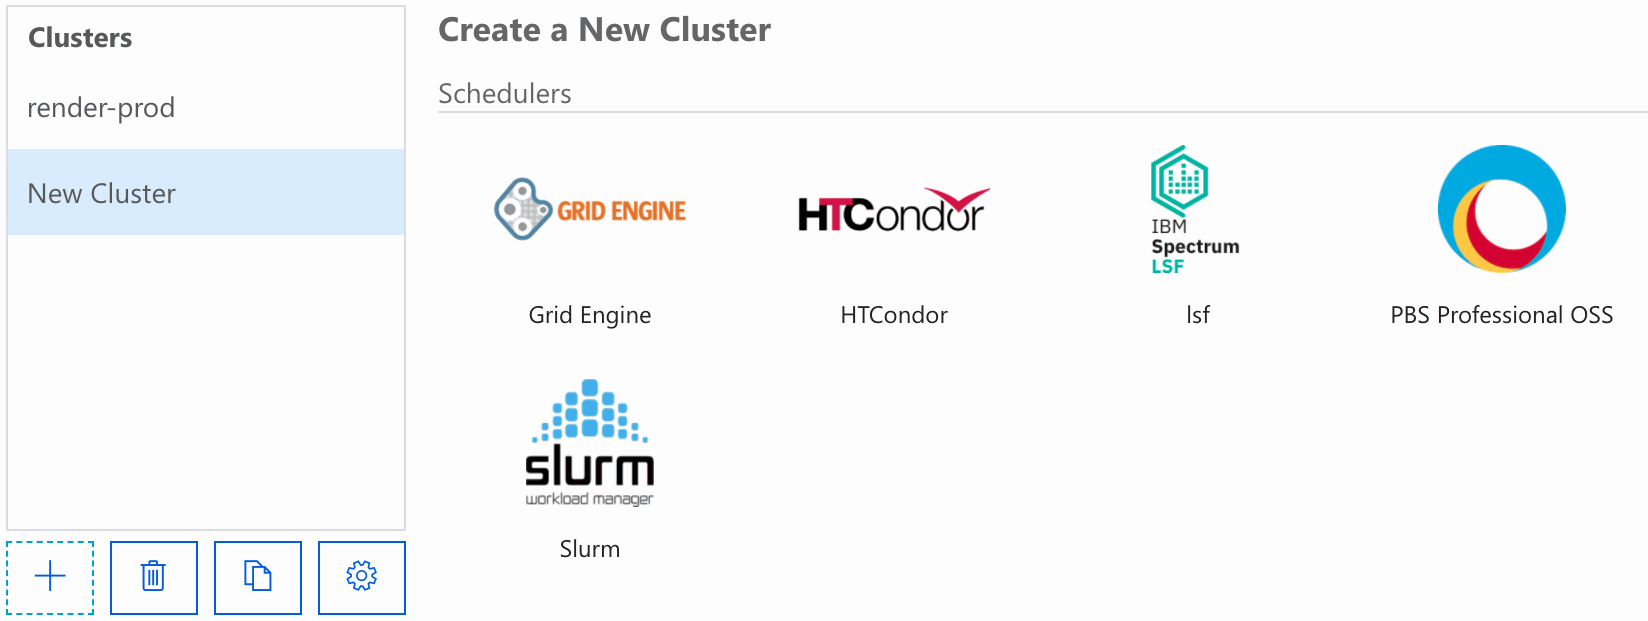 Clusters
render-prod
New Cluster
Create a New Cluster
Schedulers
GRID ENGINE
Grid Engine
HTCondor
HTCondor
IBM
Spectrum
LSF
lsf
PBS Professional OSS
slurm
workload manager
Slurm